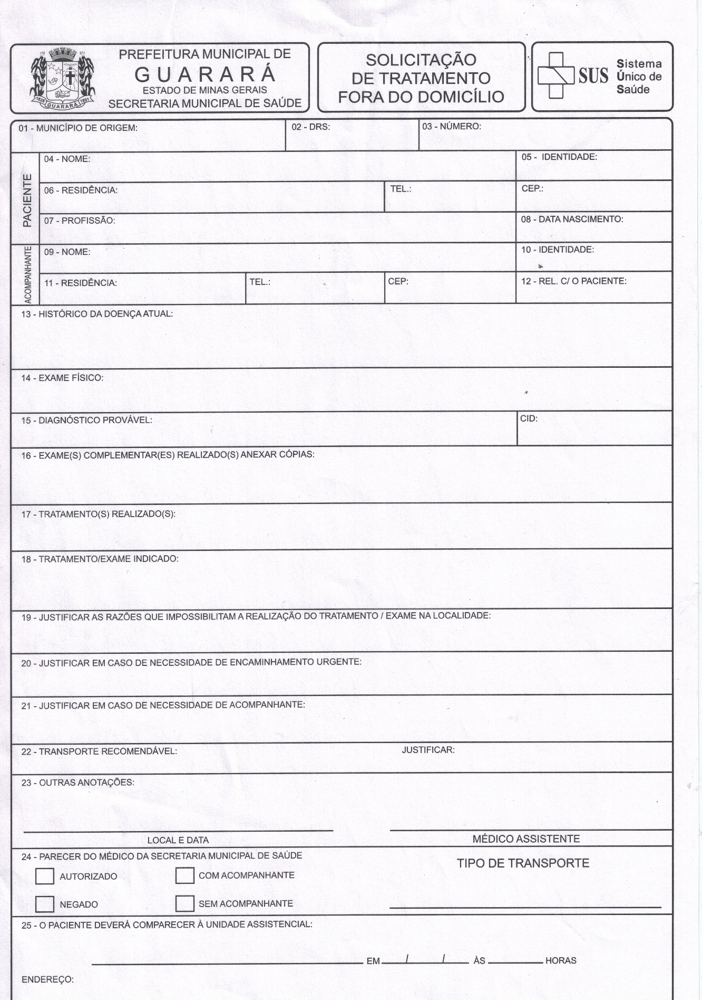 PREFEITURA MUNICIPAL DE
GUARARÁ
ESTADO DE MINAS GERAIS
SECRETARIA MUNICIPAL DE SAÚDE
1828 GUARARÁ 1891
SOLICITAÇÃO
DE TRATAMENTO
FORA DO DOMICÍLIO
SUS
Sistema
Único de
Saúde
01 - MUNICÍPIO DE ORIGEM: 02 - DRS: 03 - NÚMERO:
PACIENTE
04 - NOME: 05 - IDENTIDADE:
06 - RESIDÊNCIA: TEL.: CEP.:
07 - PROFISSÃO: 08 - DATA NASCIMENTO:
ACOMPANHANTE
09 - NOME: 10 - IDENTIDADE:
11 - RESIDÊNCIA: TEL.: CEP: 12 - REL. C/ O PACIENTE:
13 - HISTÓRICO DA DOENÇA ATUAL:
14 - EXAME FÍSICO:
15 - DIAGNÓSTICO PROVÁVEL: CID:
16 - EXAME(S) COMPLEMENTAR(ES) REALIZADO(S) ANEXAR CÓPIAS:
17 - TRATAMENTO(S) REALIZADO(S):
18 - TRATAMENTO/EXAME INDICADO:
19 - JUSTIFICAR AS RAZÕES QUE IMPOSSIBILITAM A REALIZAÇÃO DO TRATAMENTO / EXAME NA LOCALIDADE:
20 - JUSTIFICAR EM CASO DE NECESSIDADE DE ENCAMINHAMENTO URGENTE:
21 - JUSTIFICAR EM CASO DE NECESSIDADE DE ACOMPANHANTE:
22 - TRANSPORTE RECOMENDÁVEL: JUSTIFICAR:
23 - OUTRAS ANOTAÇÕES:
LOCAL E DATA MÉDICO ASSISTENTE
24 - PARECER DO MÉDICO DA SECRETARIA MUNICIPAL DE SAÚDE
TIPO DE TRANSPORTE
AUTORIZADO COM ACOMPANHANTE
NEGADO SEM ACOMPANHANTE
25 - O PACIENTE DEVERÁ COMPARECER À UNIDADE ASSISTENCIAL:
EM / / ÀS HORAS
ENDEREÇO: